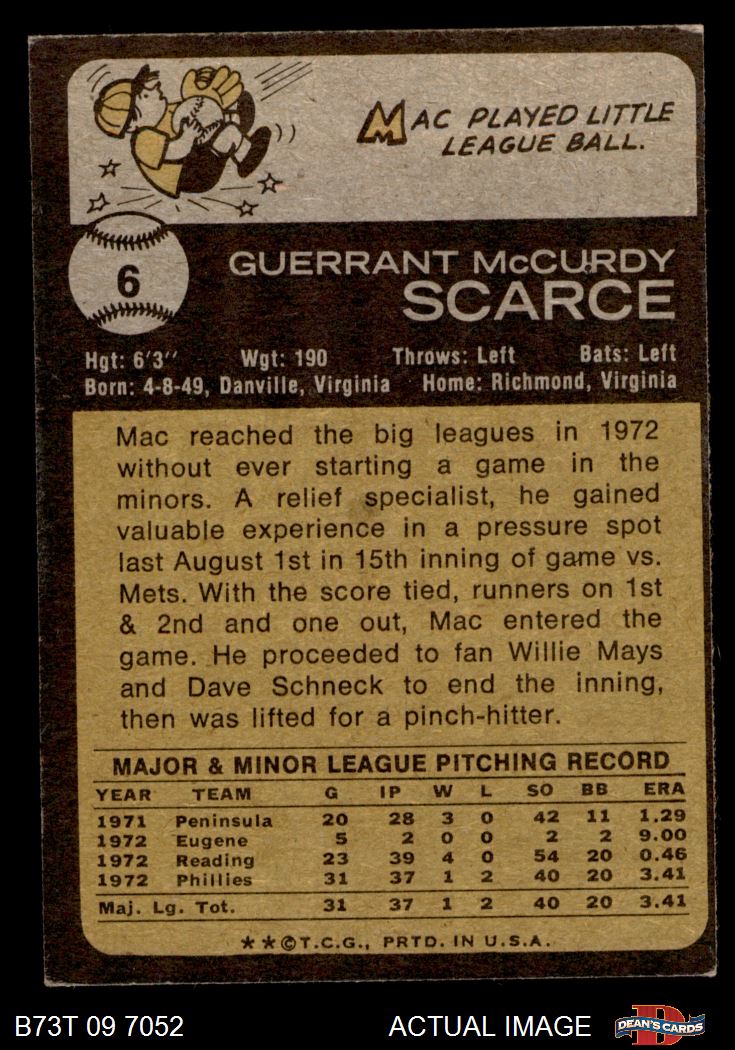 MAC PLAYED LITTLE
LEAGUE BALL.
6
GUERRANT McCURDY
SCARCE
Hgt: 6'3" Wgt: 190 Throws: Left Bats: Left
Born: 4-8-49, Danville, Virginia Home: Richmond, Virginia
Mac reached the big leagues in 1972
without ever starting a game in the
minors. A relief specialist, he gained
valuable experience in a pressure spot
last August 1st in 15th inning of game vs.
Mets. With the score tied, runners on 1st
& 2nd and one out, Mac entered the
game. He proceeded to fan Willie Mays
and Dave Schneck to end the inning,
then was lifted for a pinch-hitter.
MAJOR & MINOR LEAGUE PITCHING RECORD
YEAR TEAM G IP W L SO BB ERA
1971 Peninsula 20 28 3 0 42 11 1.29
1972 Eugene 5 2 0 0 2 2 9.00
1972 Reading 23 39 4 0 54 20 0.46
1972 Phillies 31 37 1 2 40 20 3.41
Maj. Lg. Tot. 31 37 1 2 40 20 3.41
**©T.C.G., PRTD. IN U.S.A.
B73T 09 7052 ACTUAL IMAGE D DEAN'S CARDS